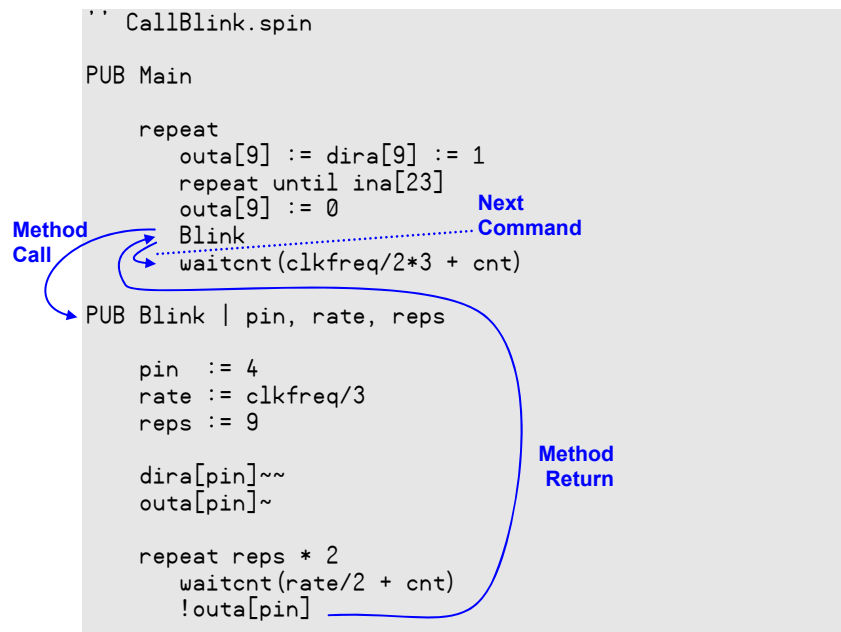 '' CallBlink.spin
PUB Main
repeat
outa[9] := dira[9] := 1
repeat until ina[23]
outa[9] := 0
Blink
waitcnt(clkfreq/2*3 + cnt)
Next
Command
Method
Call
PUB Blink | pin, rate, reps
pin := 4
rate := clkfreq/3
reps := 9
dira[pin]~~
outa[pin]~
repeat reps * 2
waitcnt(rate/2 + cnt)
!outa[pin]
Method
Return